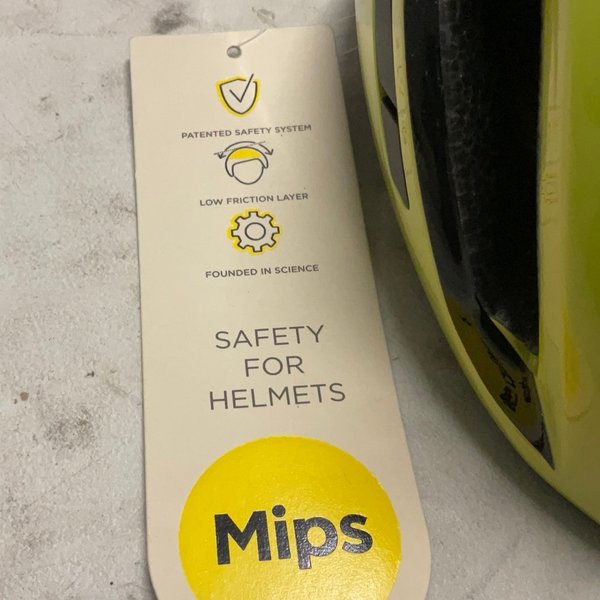 PATENTED SAFETY SYSTEM
LOW FRICTION LAYER
FOUNDED IN SCIENCE
SAFETY
FOR
HELMETS
Mips